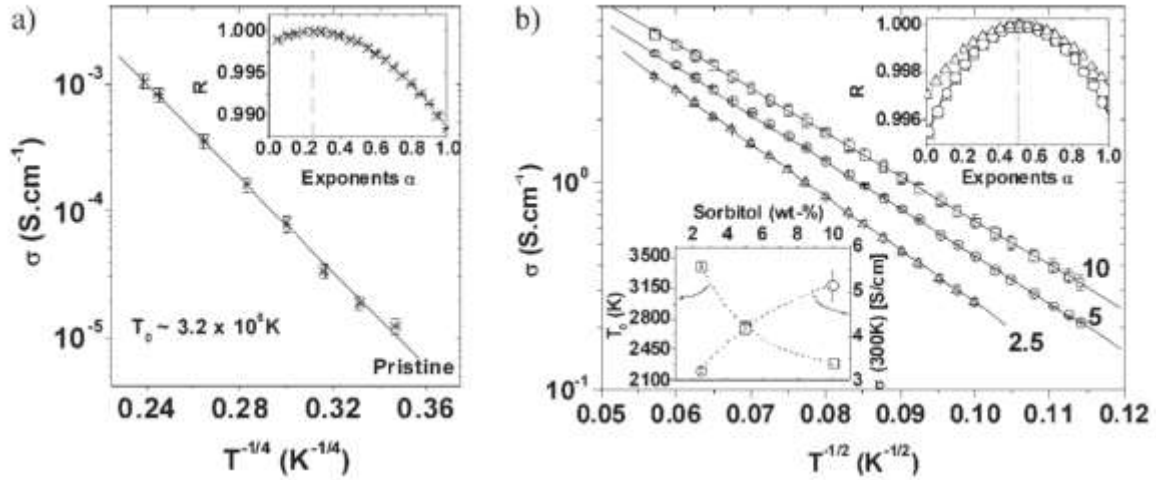 a)
1.000
0.995
0.990
R
0.0 0.2 0.4 0.6 0.8 1.0
Exponents α
10⁻³
10⁻⁴
10⁻⁵
σ (S.cm⁻¹)
Pristine
0.24 0.28 0.32 0.36
T⁻¹/⁴ (K⁻¹/⁴)
b)
1.000
0.998
0.996
R
0.0 0.2 0.4 0.6 0.8 1.0
Exponents α
10⁰
10⁻¹
σ (S.cm⁻¹)
Sorbitol (wt-%)
2 4 6 8 10
3500
3150
2800
2450
2100
T₀ (K)
6
5
4
3
(300K) [S/cm]
10
5
2.5
0.05 0.06 0.07 0.08 0.09 0.10 0.11 0.12
T⁻¹/² (K⁻¹/²)